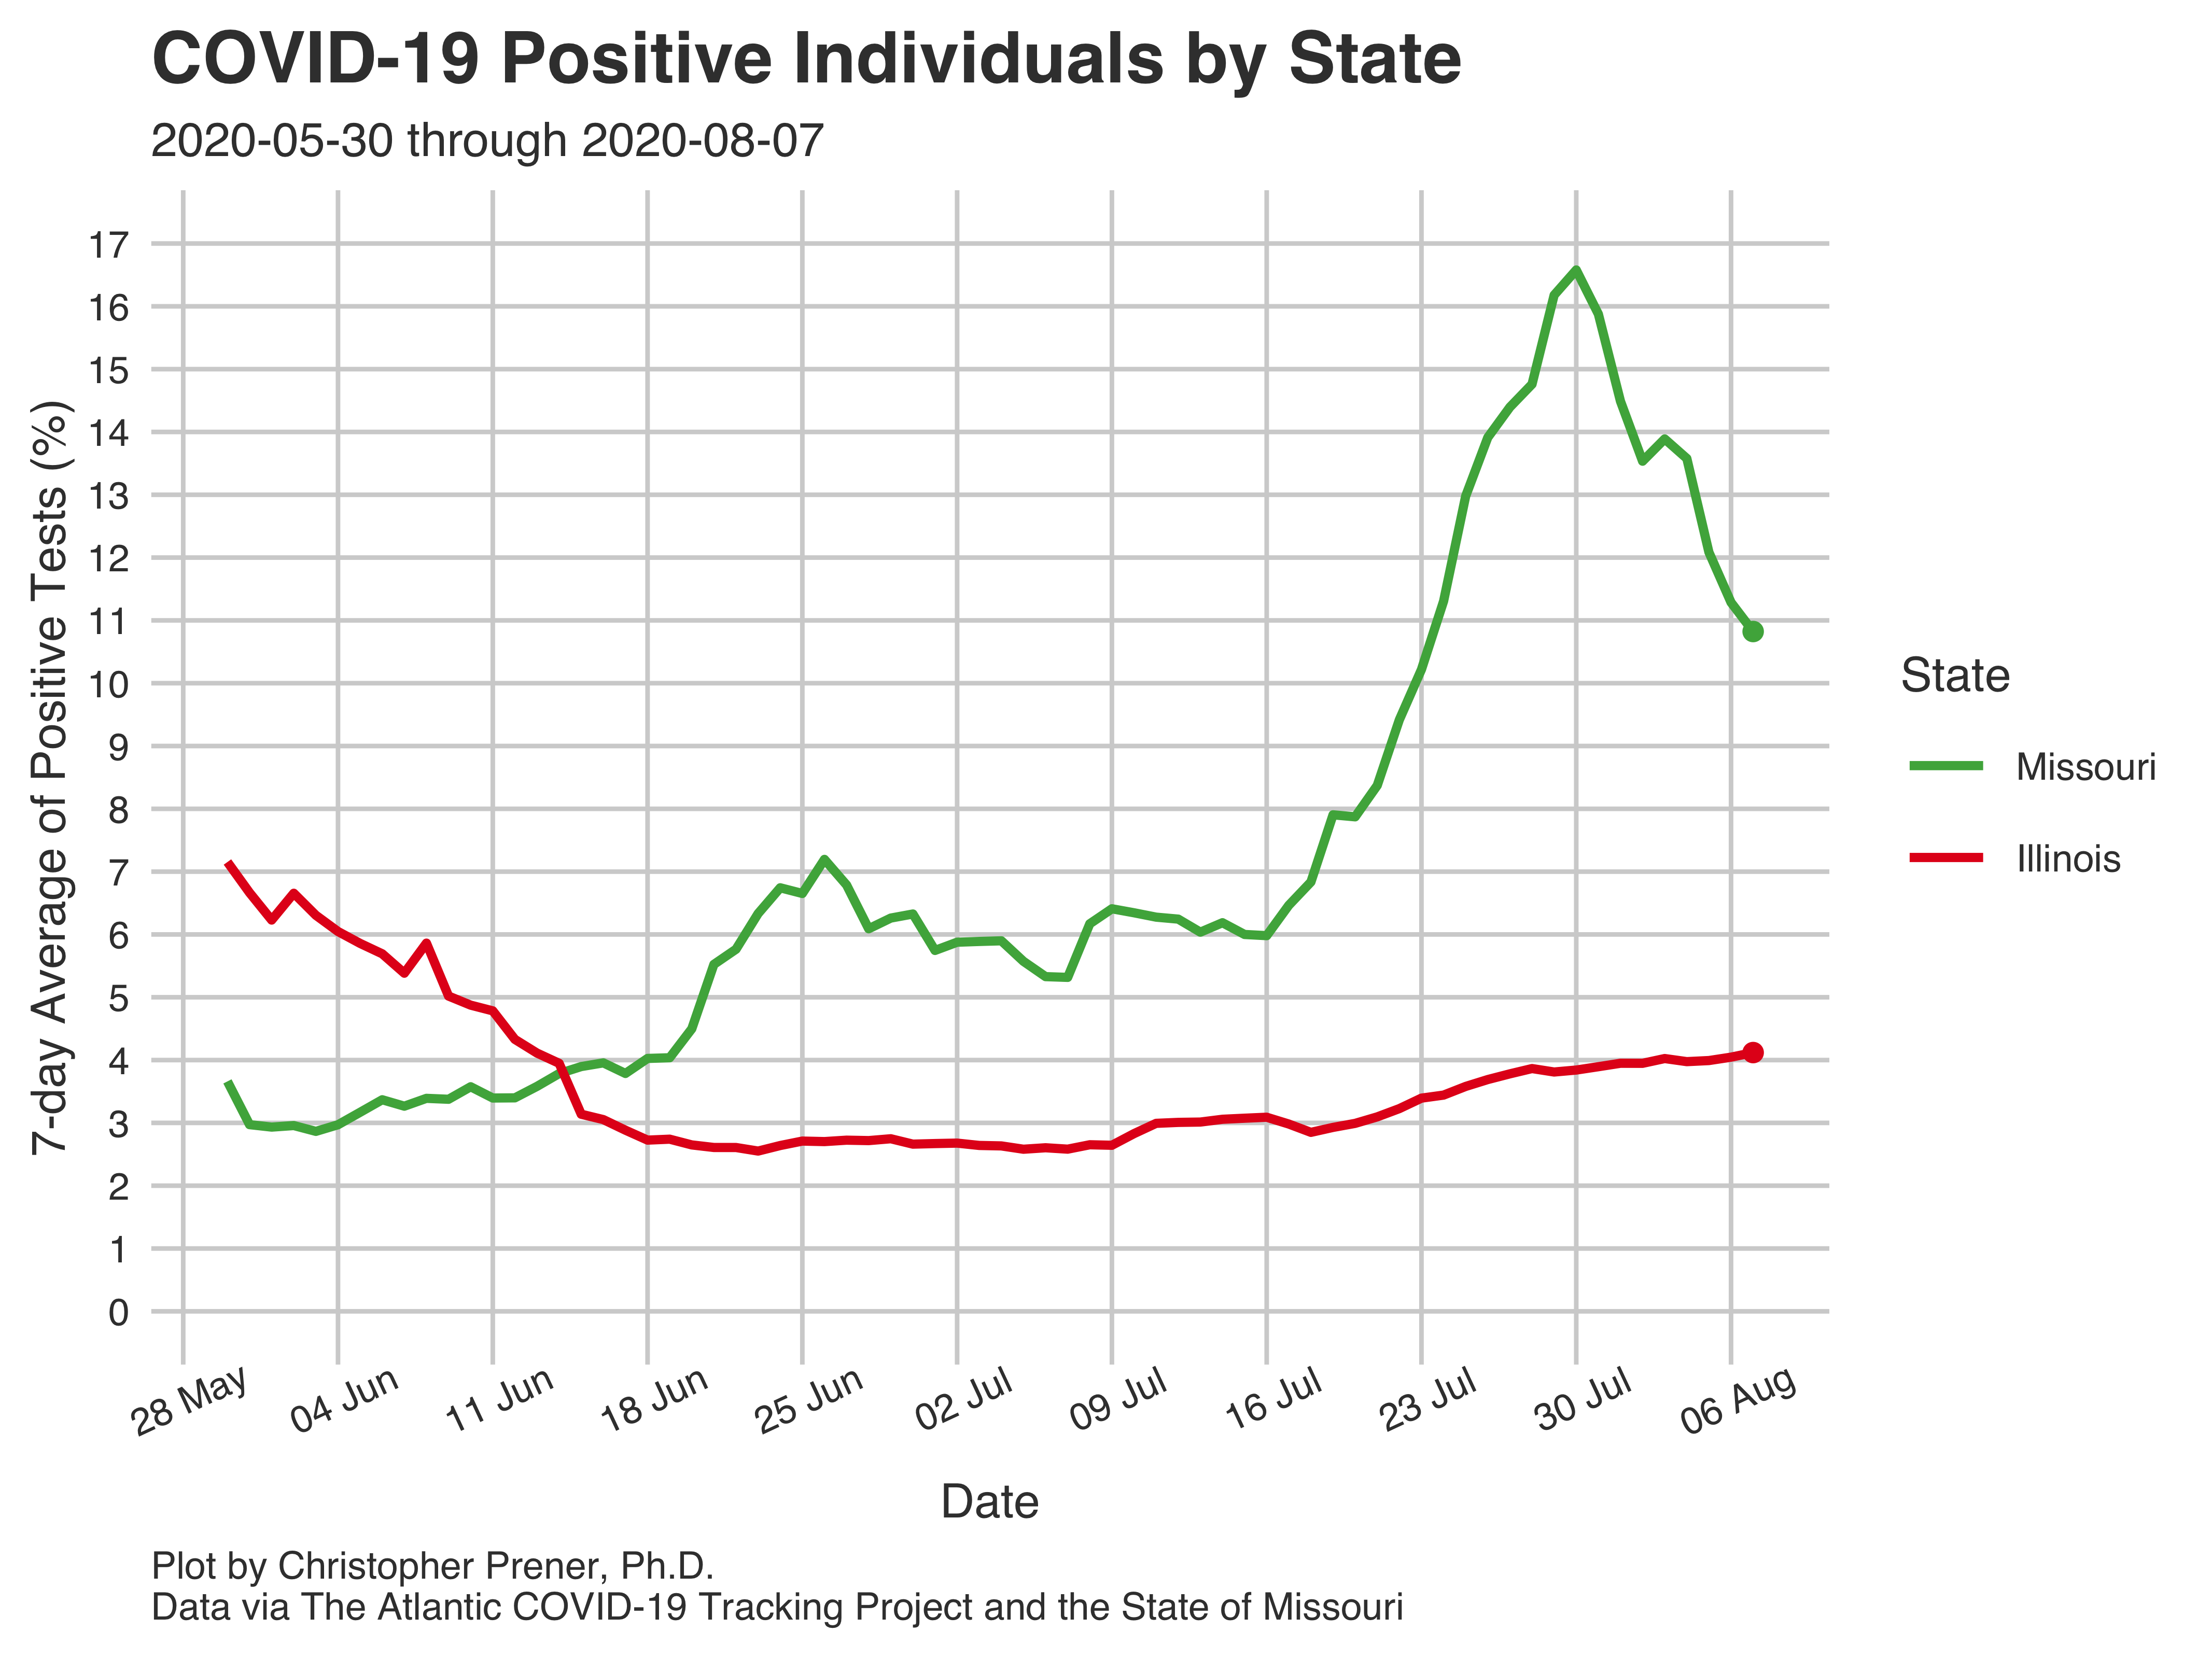 COVID-19 Positive Individuals by State
2020-05-30 through 2020-08-07
7-day Average of Positive Tests (%)
17
16
15
14
13
12
11
10
9
8
7
6
5
4
3
2
1
0
28 May
04 Jun
11 Jun
18 Jun
25 Jun
02 Jul
09 Jul
16 Jul
23 Jul
30 Jul
06 Aug
Date
State
Missouri
Illinois
Plot by Christopher Prener, Ph.D.
Data via The Atlantic COVID-19 Tracking Project and the State of Missouri